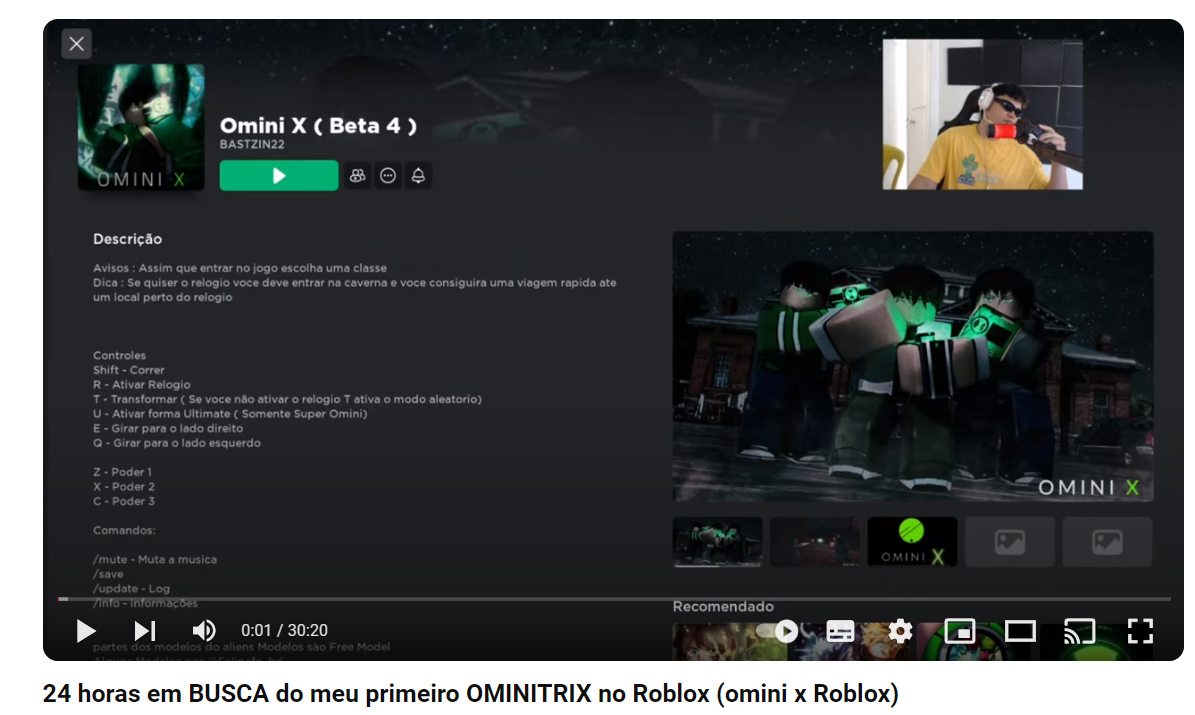 OMINI X
Omini X ( Beta 4 )
BASTZIN22
Descrição
Avisos : Assim que entrar no jogo escolha uma classe
Dica : Se quiser o relogio voce deve entrar na caverna e voce consiguira uma viagem rapida ate
um local perto do relogio
Controles
Shift - Correr
R - Ativar Relogio
T - Transformar ( Se voce não ativar o relogio T ativa o modo aleatorio)
U - Ativar forma Ultimate ( Somente Super Omini)
E - Girar para o lado direito
Q - Girar para o lado esquerdo
Z - Poder 1
X - Poder 2
C - Poder 3
Comandos:
/mute - Muta a musica
/save
/update - Log
/info - informações
partes dos modelos do aliens Modelos são Free Model
OMINI X
OMINI X
Recomendado
0:01 / 30:20
24 horas em BUSCA do meu primeiro OMINITRIX no Roblox (omini x Roblox)